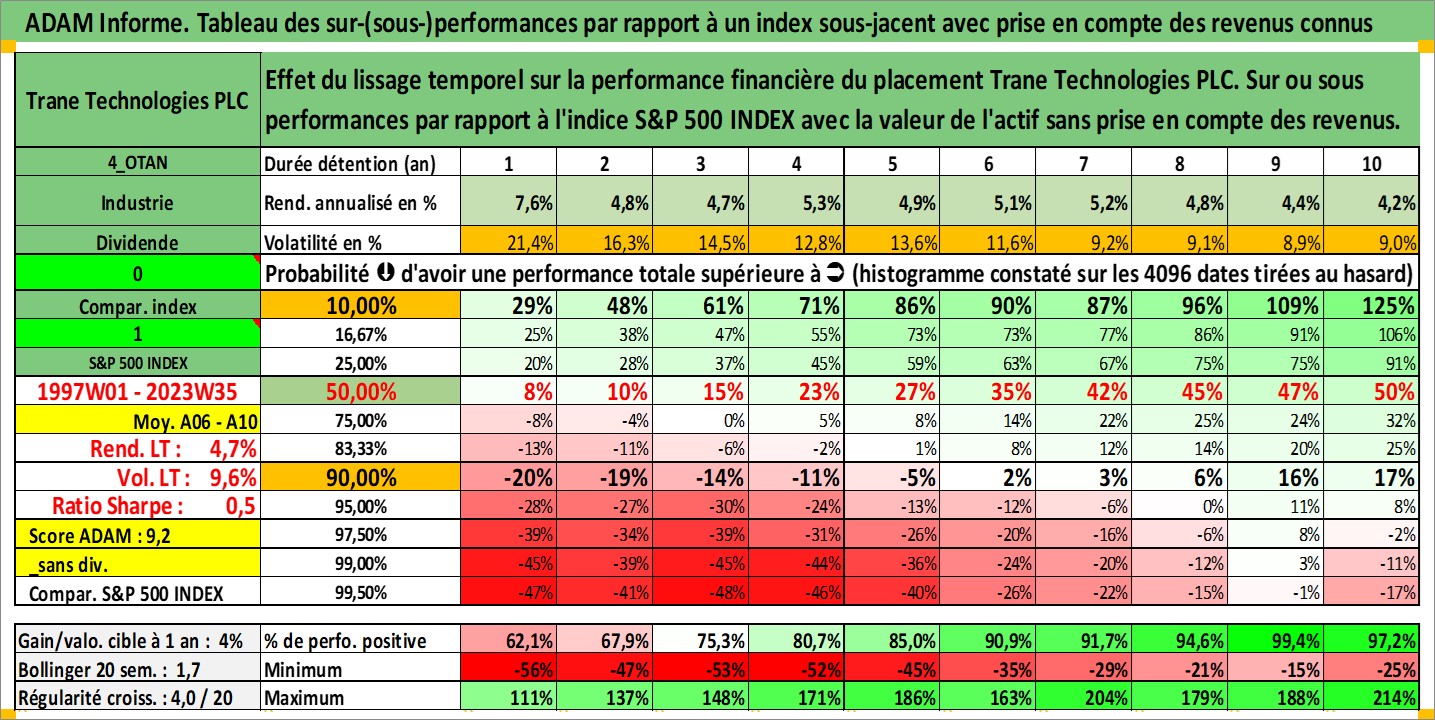 ADAM Informe. Tableau des sur-(sous-)performances par rapport à un index sous-jacent avec prise en compte des revenus connus
Trane Technologies PLC
Effet du lissage temporel sur la performance financière du placement Trane Technologies PLC. Sur ou sous
performances par rapport à l'indice S&P 500 INDEX avec la valeur de l'actif sans prise en compte des revenus.
4_OTAN Durée détention (an) 1 2 3 4 5 6 7 8 9 10
Industrie Rend. annualisé en % 7,6% 4,8% 4,7% 5,3% 4,9% 5,1% 5,2% 4,8% 4,4% 4,2%
Dividende Volatilité en % 21,4% 16,3% 14,5% 12,8% 13,6% 11,6% 9,2% 9,1% 8,9% 9,0%
0 Probabilité ⬇ d'avoir une performance totale supérieure à ➲ (histogramme constaté sur les 4096 dates tirées au hasard)
Compar. index 10,00% 29% 48% 61% 71% 86% 90% 87% 96% 109% 125%
1 16,67% 25% 38% 47% 55% 73% 73% 77% 86% 91% 106%
S&P 500 INDEX 25,00% 20% 28% 37% 45% 59% 63% 67% 75% 75% 91%
1997W01 - 2023W35 50,00% 8% 10% 15% 23% 27% 35% 42% 45% 47% 50%
Moy. A06 - A10 75,00% -8% -4% 0% 5% 8% 14% 22% 25% 24% 32%
Rend. LT : 4,7% 83,33% -13% -11% -6% -2% 1% 8% 12% 14% 20% 25%
Vol. LT : 9,6% 90,00% -20% -19% -14% -11% -5% 2% 3% 6% 16% 17%
Ratio Sharpe : 0,5 95,00% -28% -27% -30% -24% -13% -12% -6% 0% 11% 8%
Score ADAM : 9,2 97,50% -39% -34% -39% -31% -26% -20% -16% -6% 8% -2%
_sans div. 99,00% -45% -39% -45% -44% -36% -24% -20% -12% 3% -11%
Compar. S&P 500 INDEX 99,50% -47% -41% -48% -46% -40% -26% -22% -15% -1% -17%
Gain/valo. cible à 1 an : 4% % de perfo. positive 62,1% 67,9% 75,3% 80,7% 85,0% 90,9% 91,7% 94,6% 99,4% 97,2%
Bollinger 20 sem. : 1,7 Minimum -56% -47% -53% -52% -45% -35% -29% -21% -15% -25%
Régularité croiss. : 4,0 / 20 Maximum 111% 137% 148% 171% 186% 163% 204% 179% 188% 214%